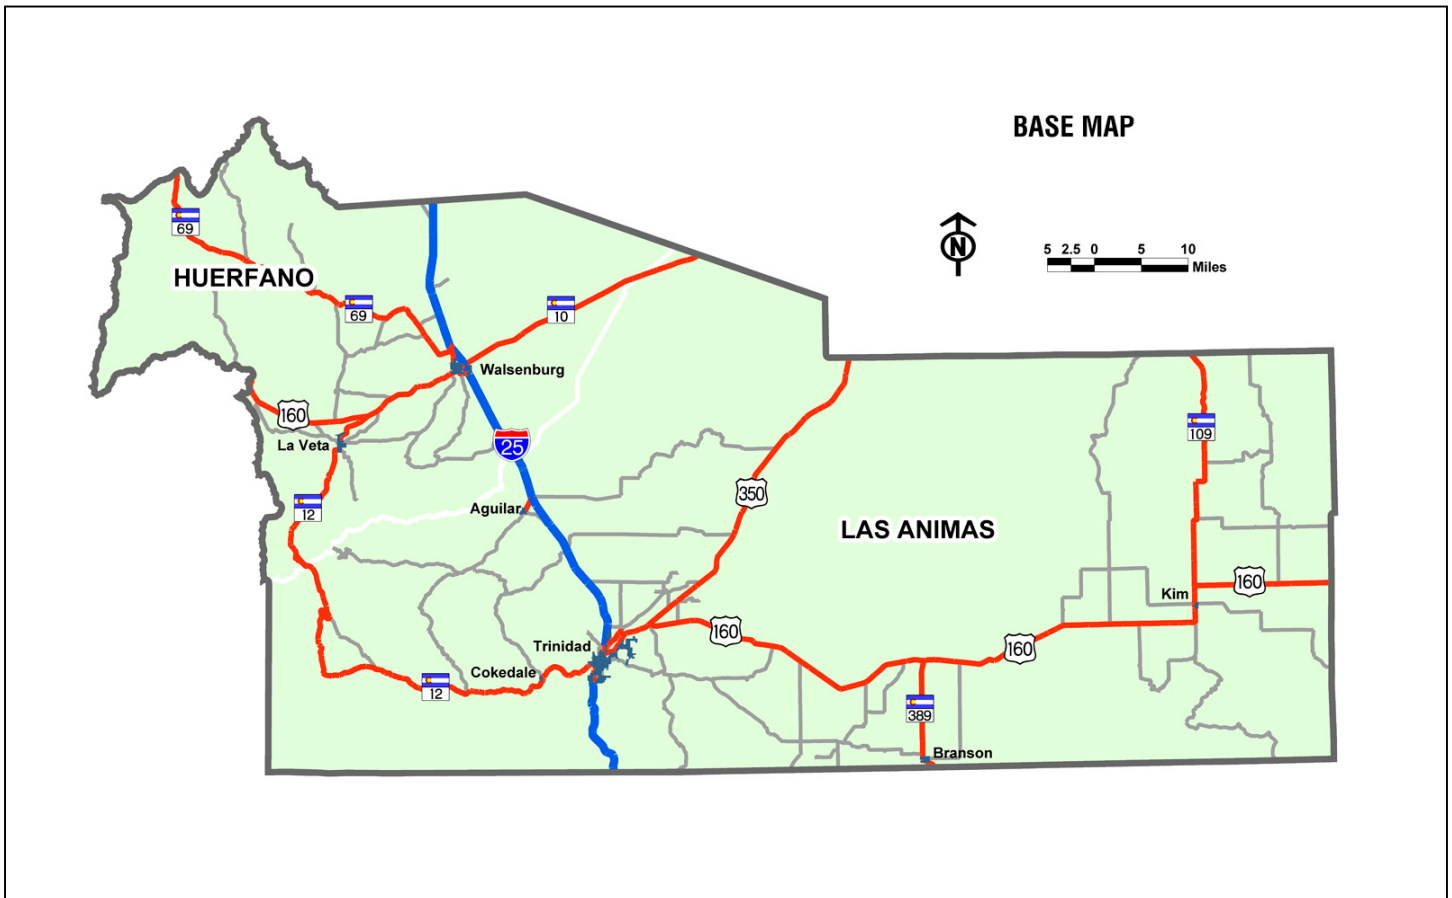 BASE MAP
N
5 2.5 0 5 10
Miles
69
HUERFANO
69
10
Walsenburg
160
La Veta
25
109
12
Aguilar
350
LAS ANIMAS
160
Kim
160
Trinidad
160
Cokedale
12
389
Branson